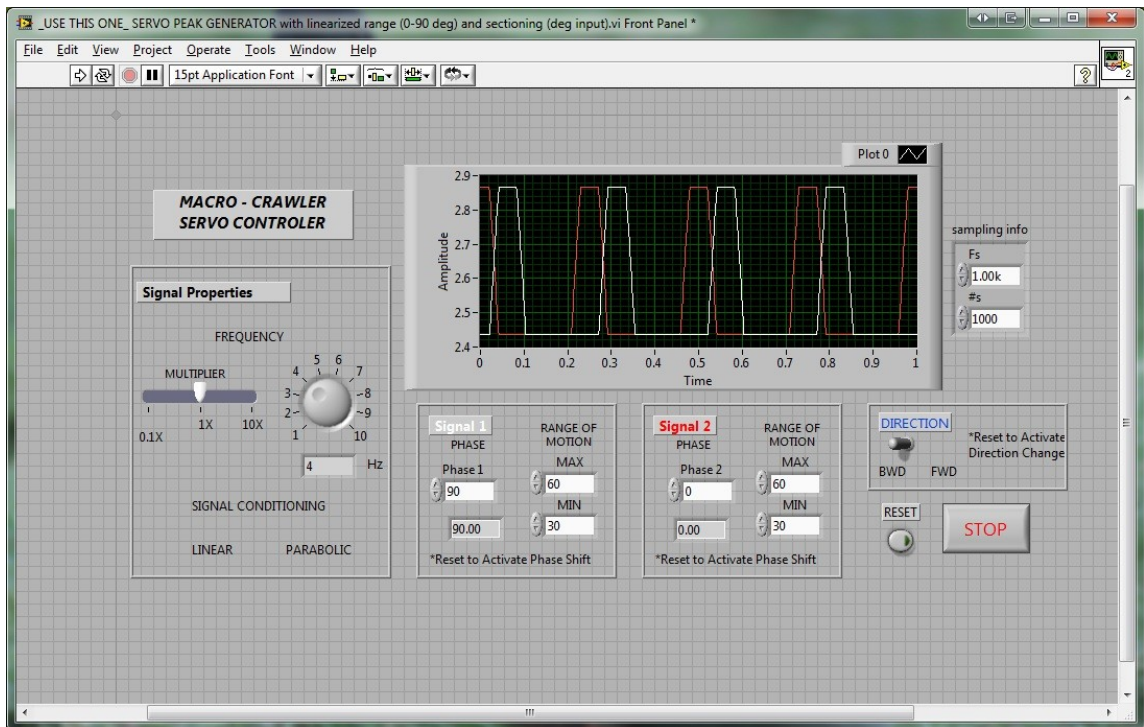 _USE THIS ONE_ SERVO PEAK GENERATOR with linearized range (0-90 deg) and sectioning (deg input).vi Front Panel *
File Edit View Project Operate Tools Window Help
15pt Application Font
2
Plot 0
MACRO - CRAWLER
SERVO CONTROLER
2.9
2.8
2.7
2.6
2.5
2.4
Amplitude
0 0.1 0.2 0.3 0.4 0.5 0.6 0.7 0.8 0.9 1
Time
sampling info
Fs
1.00k
#s
1000
Signal Properties
FREQUENCY
MULTIPLIER
0.1X 1X 10X
1 2 3 4 5 6 7 8 9 10
4 Hz
SIGNAL CONDITIONING
LINEAR PARABOLIC
Signal 1
PHASE
Phase 1
90
90.00
RANGE OF
MOTION
MAX
60
MIN
30
*Reset to Activate Phase Shift
Signal 2
PHASE
Phase 2
0
0.00
RANGE OF
MOTION
MAX
60
MIN
30
*Reset to Activate Phase Shift
DIRECTION
BWD FWD
*Reset to Activate
Direction Change
RESET
STOP